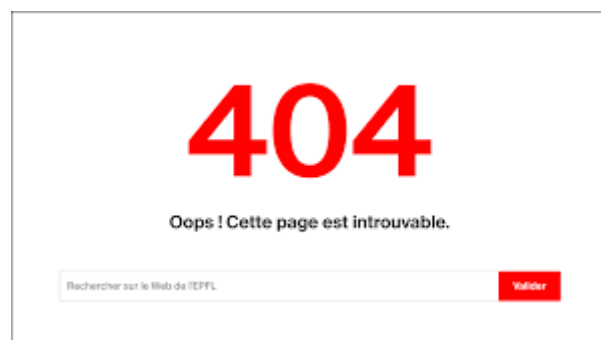 404
Oops ! Cette page est introuvable.
Rechercher sur le Web de l'EPFL
Valider